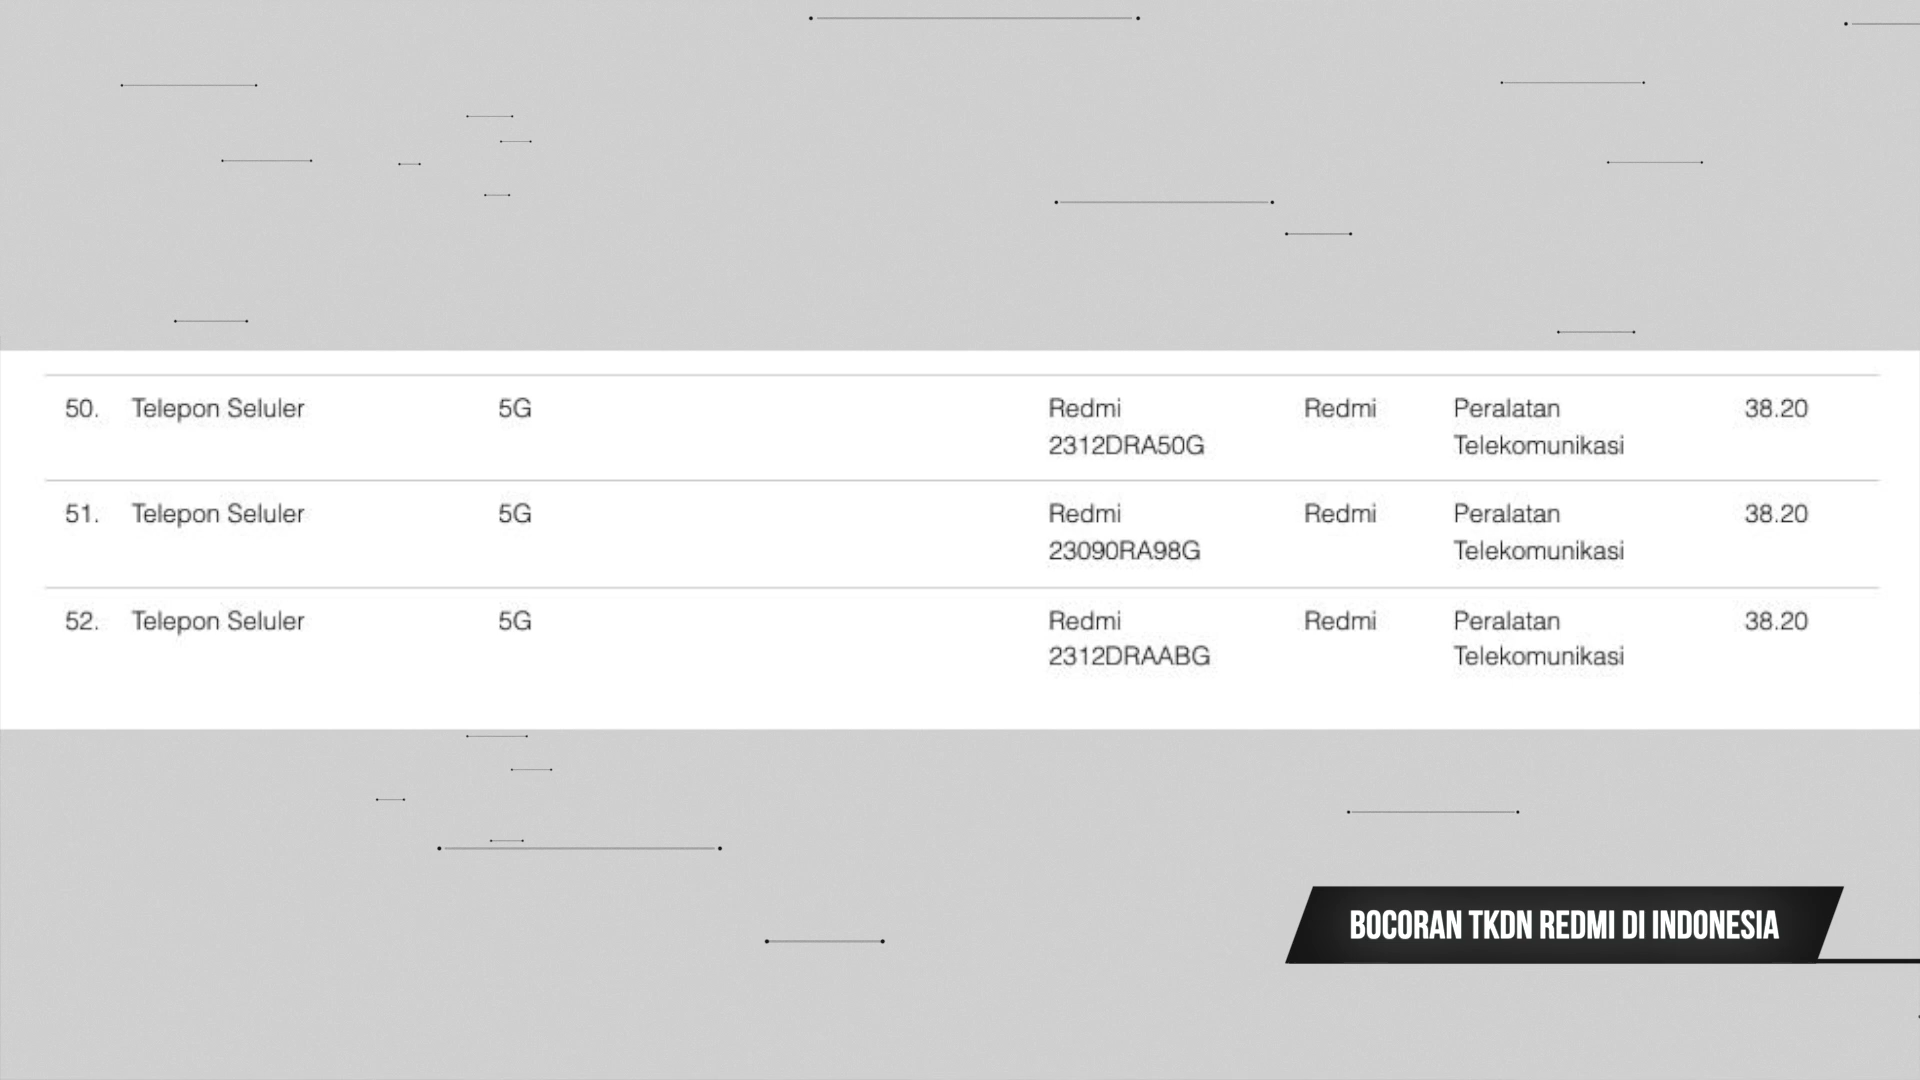 50. Telepon Seluler 5G Redmi Redmi Peralatan 38.20
2312DRA50G Telekomunikasi
51. Telepon Seluler 5G Redmi Redmi Peralatan 38.20
23090RA98G Telekomunikasi
52. Telepon Seluler 5G Redmi Redmi Peralatan 38.20
2312DRAABG Telekomunikasi
BOCORAN TKDN REDMI DI INDONESIA